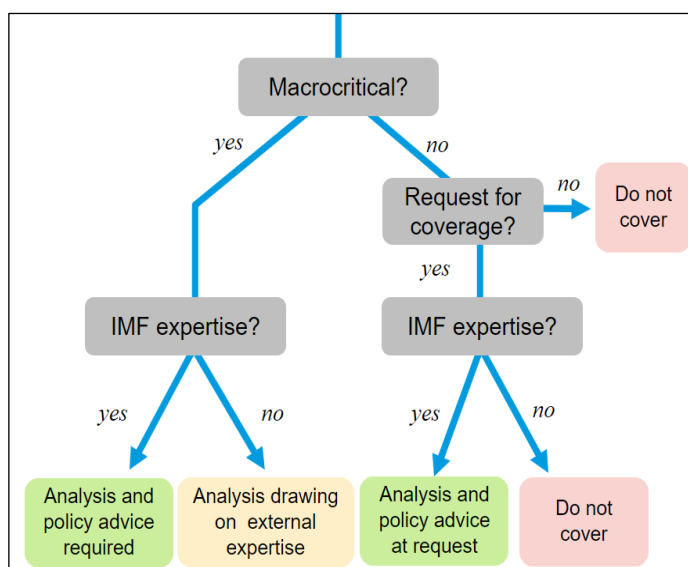 Macrocritical?
yes
no
Request for
coverage?
no
Do not
cover
yes
IMF expertise?
IMF expertise?
yes
no
yes
no
Analysis and
policy advice
required
Analysis drawing
on external
expertise
Analysis and
policy advice
at request
Do not
cover